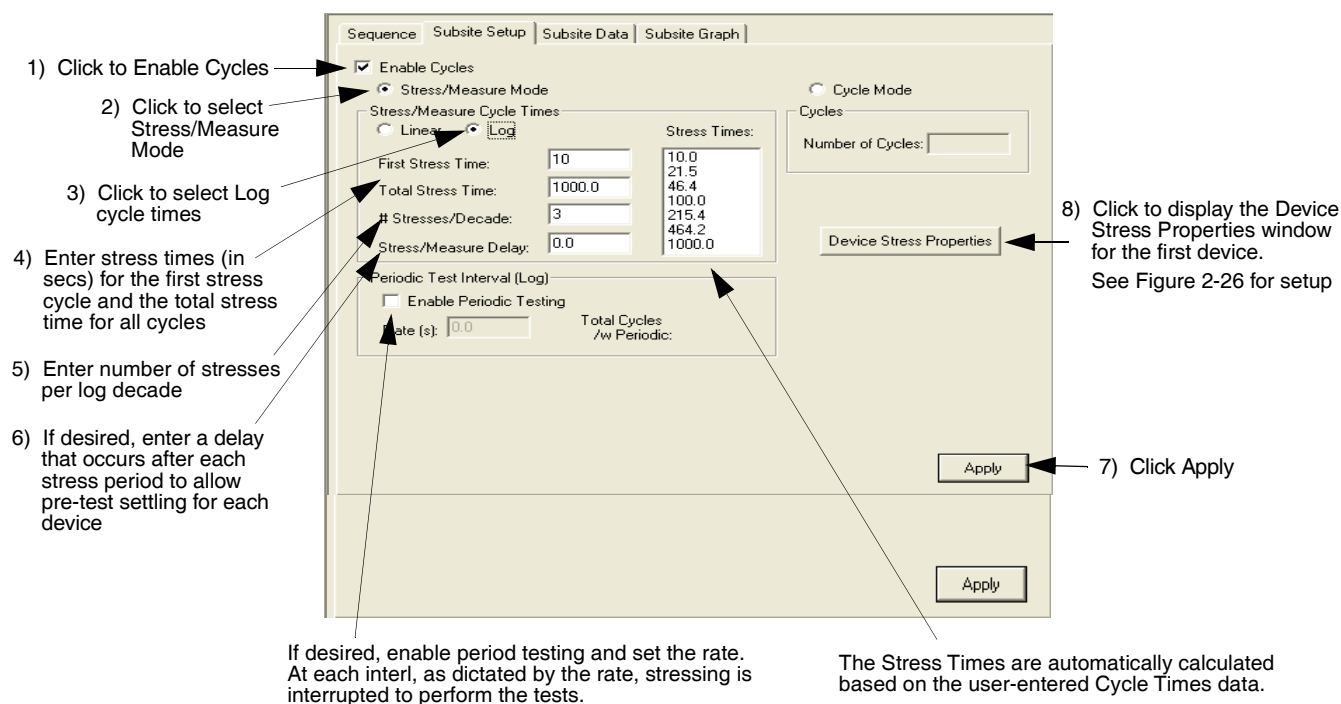 Sequence Subsite Setup Subsite Data Subsite Graph
1) Click to Enable Cycles
Enable Cycles
2) Click to select
Stress/Measure
Mode
Stress/Measure Mode
Cycle Mode
Stress/Measure Cycle Times
Linear Log
Stress Times:
Cycles
Number of Cycles:
3) Click to select Log
cycle times
First Stress Time: 10
Total Stress Time: 1000.0
# Stresses/Decade: 3
Stress/Measure Delay: 0.0
10.0
21.5
46.4
100.0
215.4
464.2
1000.0
4) Enter stress times (in
secs) for the first stress
cycle and the total stress
time for all cycles
Device Stress Properties
8) Click to display the Device
Stress Properties window
for the first device.
See Figure 2-26 for setup
Periodic Test Interval (Log)
Enable Periodic Testing
Rate (s): 0.0
Total Cycles
/w Periodic:
5) Enter number of stresses
per log decade
6) If desired, enter a delay
that occurs after each
stress period to allow
pre-test settling for each
device
Apply
7) Click Apply
Apply
If desired, enable period testing and set the rate.
At each interl, as dictated by the rate, stressing is
interrupted to perform the tests.
The Stress Times are automatically calculated
based on the user-entered Cycle Times data.